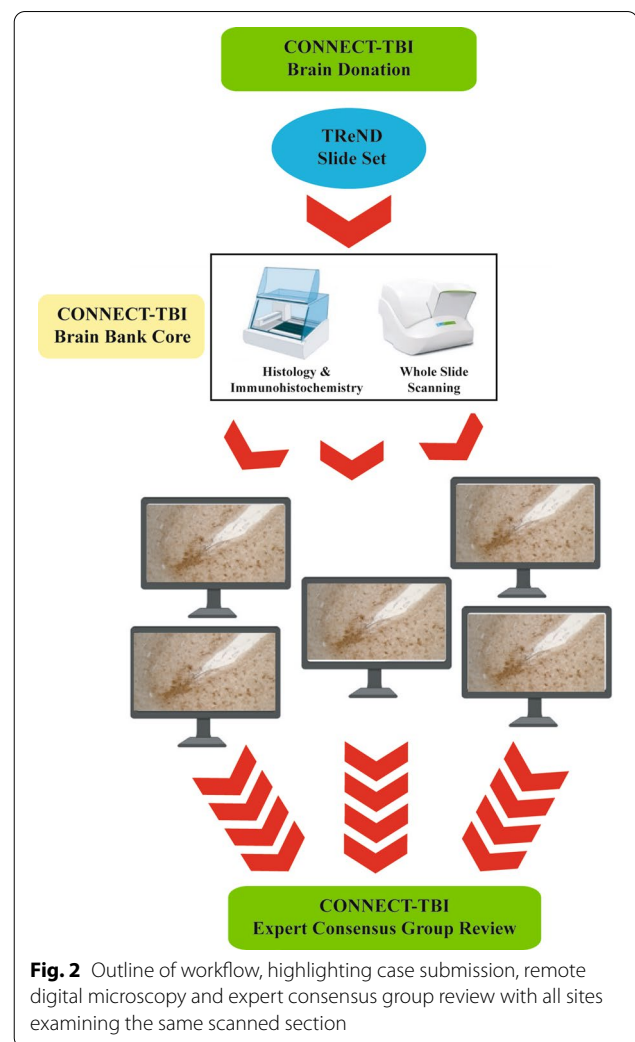 CONNECT-TBI
Brain Donation
TReND
Slide Set
CONNECT-TBI
Brain Bank Core
Histology &
Immunohistochemistry
Whole Slide
Scanning
CONNECT-TBI
Expert Consensus Group Review
Fig. 2 Outline of workflow, highlighting case submission, remote
digital microscopy and expert consensus group review with all sites
examining the same scanned section